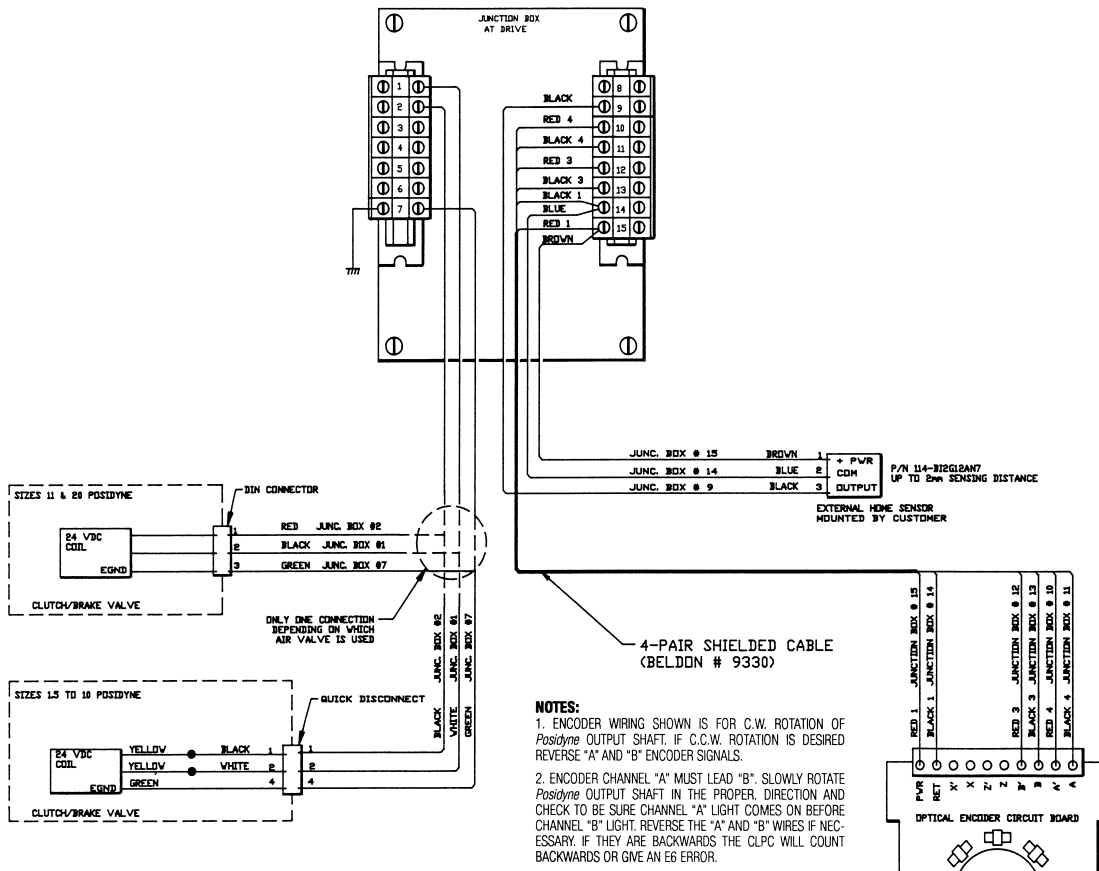 JUNCTION BOX
AT DRIVE
1
2
3
4
5
6
7
8
9
10
11
12
13
14
15
BLACK
RED 4
BLACK 4
RED 3
BLACK 3
BLACK 1
BLUE
RED 1
BROWN
JUNC. BOX # 15 BROWN 1 + PWR
JUNC. BOX # 14 BLUE 2 COM
JUNC. BOX # 9 BLACK 3 OUTPUT
P/N 114-BI2G12AN7
UP TO 2mm SENSING DISTANCE
EXTERNAL HOME SENSOR
MOUNTED BY CUSTOMER
SIZES 11 & 20 POSIDYNE
DIN CONNECTOR
24 VDC
COIL
EGND
1 RED JUNC. BOX #2
2 BLACK JUNC. BOX #1
3 GREEN JUNC. BOX #7
CLUTCH/BRAKE VALVE
ONLY ONE CONNECTION
DEPENDING ON WHICH
AIR VALVE IS USED
BLACK JUNC. BOX #2
WHITE JUNC. BOX #1
GREEN JUNC. BOX #7
4-PAIR SHIELDED CABLE
(BELDON # 9330)
SIZES 1.5 TO 10 POSIDYNE
QUICK DISCONNECT
24 VDC
COIL
EGND
YELLOW BLACK 1 1
YELLOW WHITE 2 2
GREEN 4 4
CLUTCH/BRAKE VALVE
NOTES:
1. ENCODER WIRING SHOWN IS FOR C.W. ROTATION OF
Posidyne OUTPUT SHAFT. IF C.C.W. ROTATION IS DESIRED
REVERSE "A" AND "B" ENCODER SIGNALS.
2. ENCODER CHANNEL "A" MUST LEAD "B". SLOWLY ROTATE
Posidyne OUTPUT SHAFT IN THE PROPER. DIRECTION AND
CHECK TO BE SURE CHANNEL "A" LIGHT COMES ON BEFORE
CHANNEL "B" LIGHT. REVERSE THE "A" AND "B" WIRES IF NEC-
ESSARY. IF THEY ARE BACKWARDS THE CLPC WILL COUNT
BACKWARDS OR GIVE AN E6 ERROR.
RED 1 JUNCTION BOX # 15
BLACK 1 JUNCTION BOX # 14
RED 3 JUNCTION BOX # 12
BLACK 3 JUNCTION BOX # 13
RED 4 JUNCTION BOX # 10
BLACK 4 JUNCTION BOX # 11
PWR
RET
X'
X
Z'
Z
B'
B
A'
A
OPTICAL ENCODER CIRCUIT BOARD